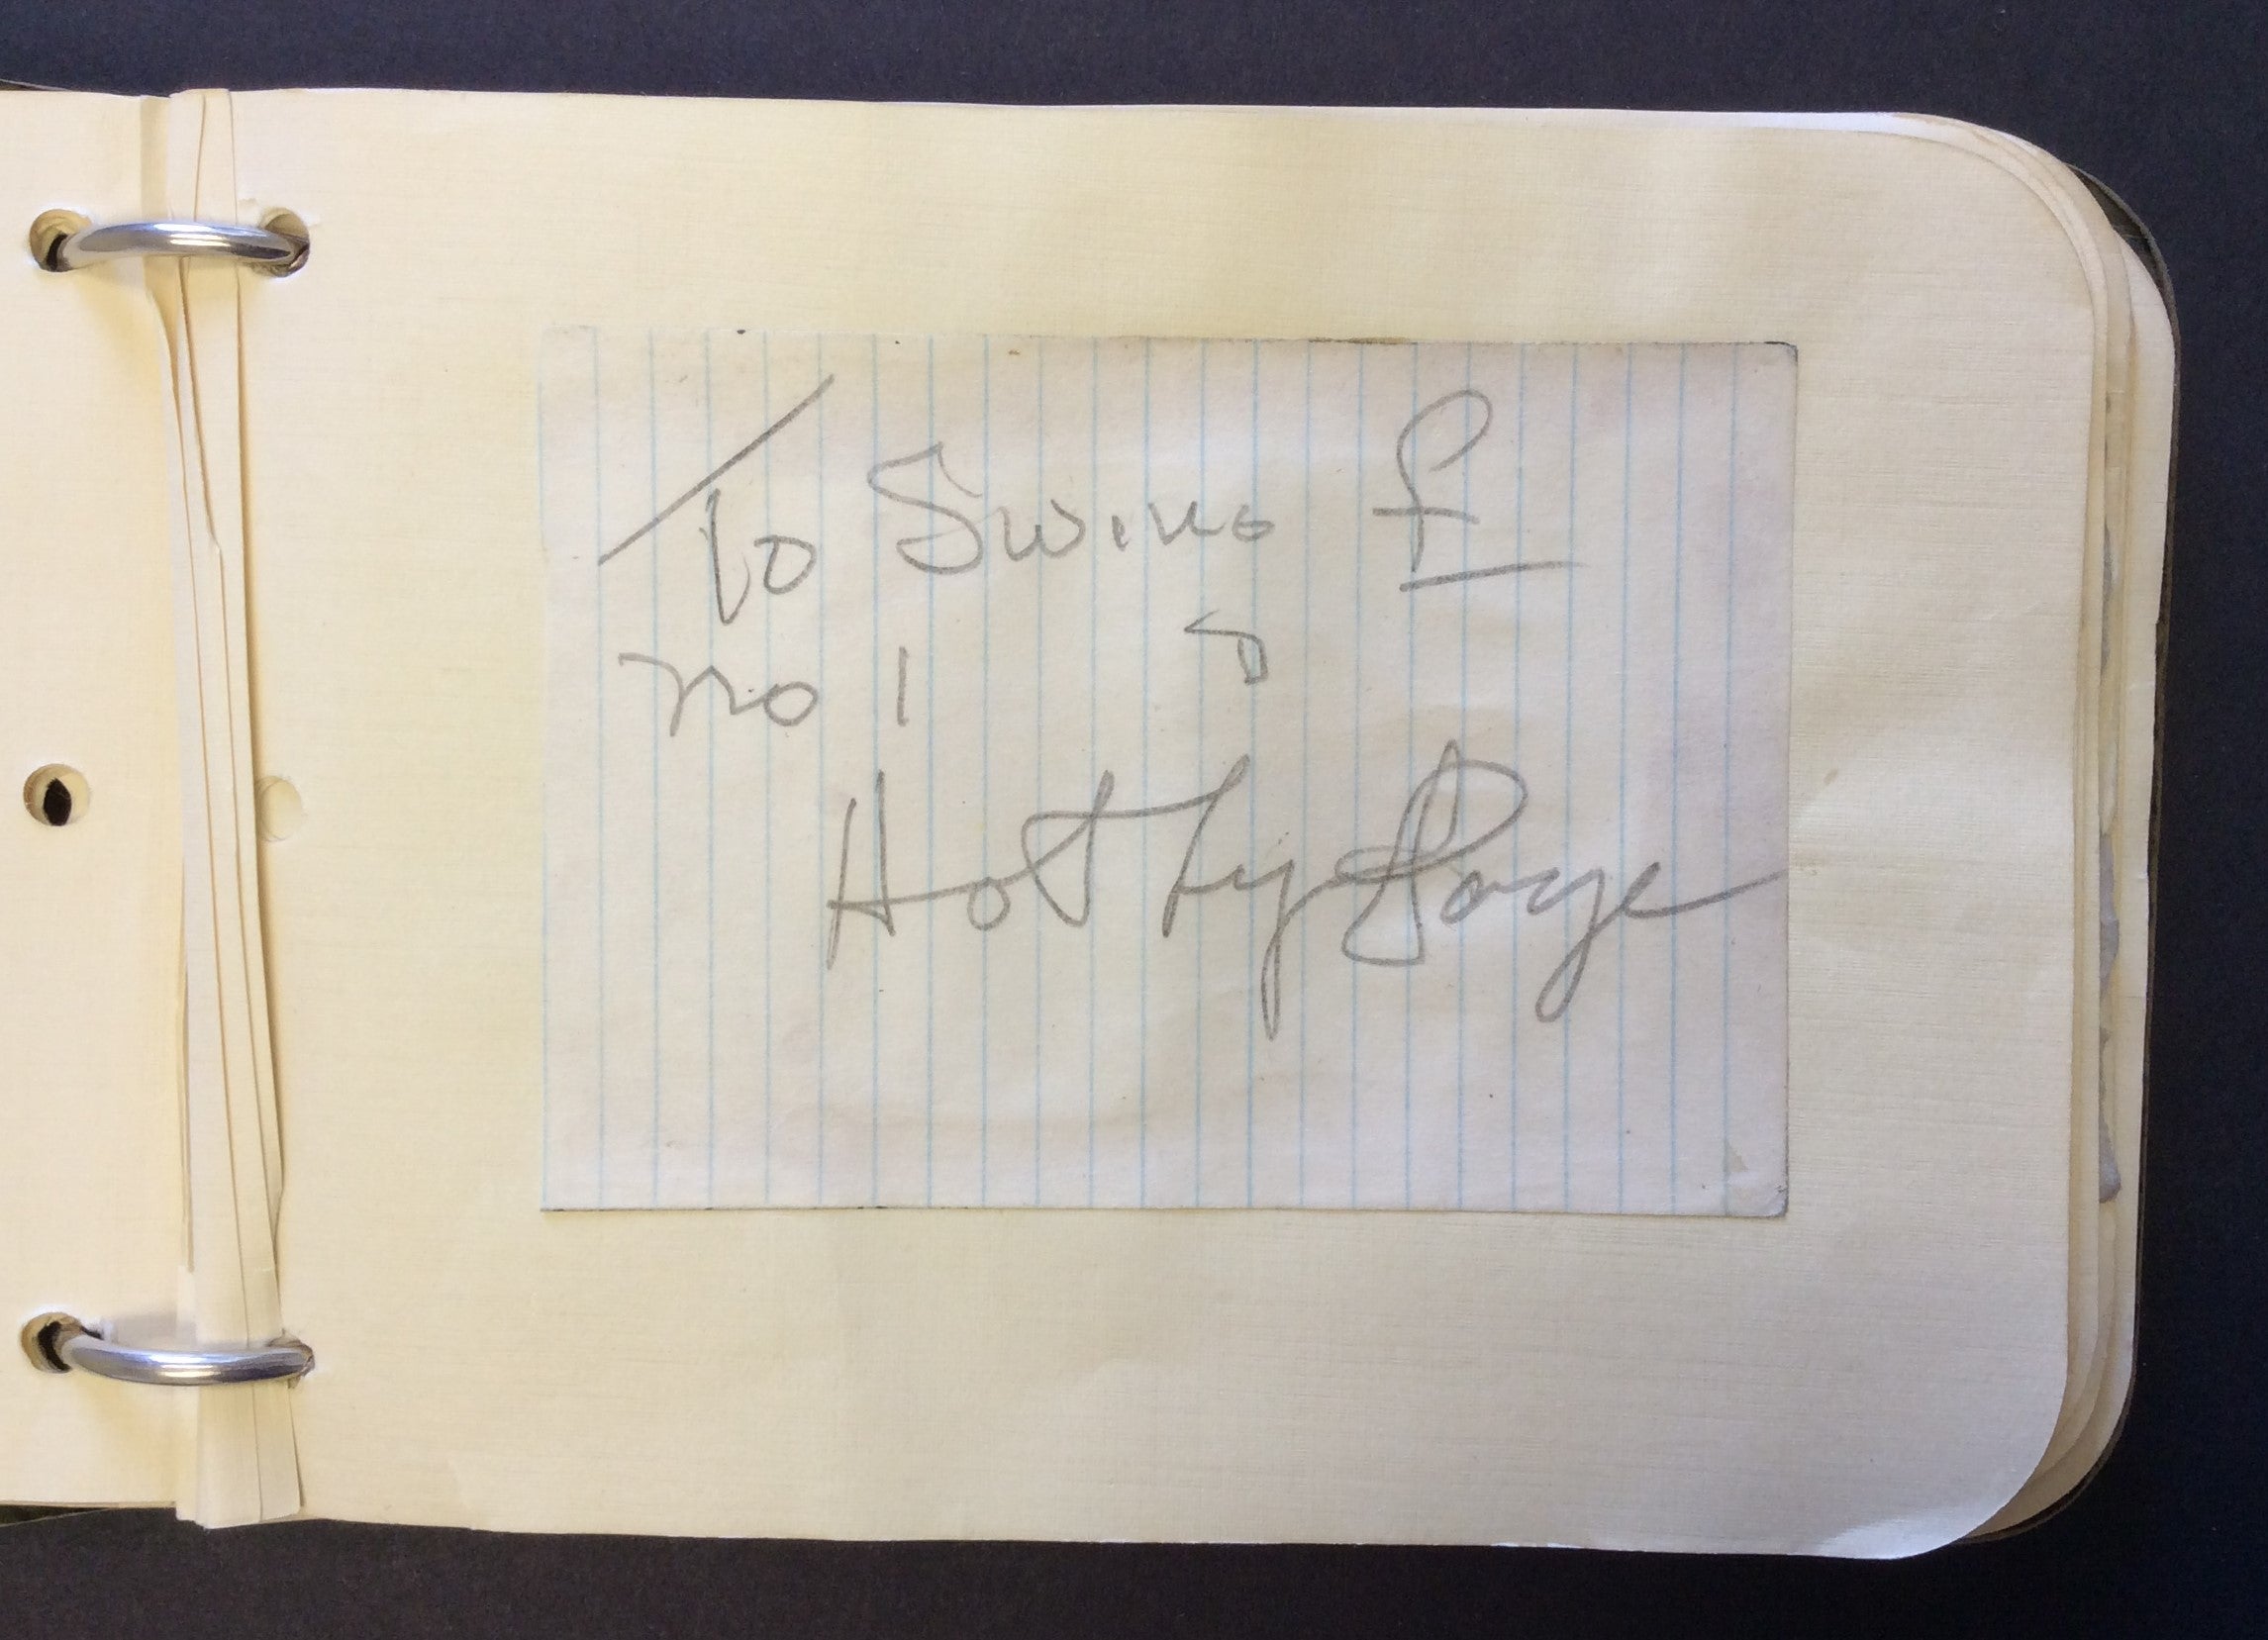 To Swing
No 1
Hot Lips Page